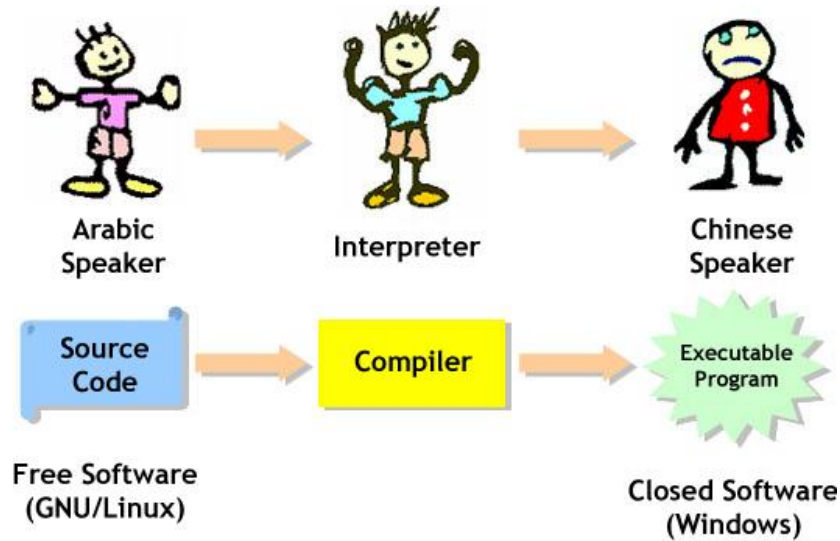 Arabic
Speaker
Interpreter
Chinese
Speaker
Source
Code
Compiler
Executable
Program
Free Software
(GNU/Linux)
Closed Software
(Windows)